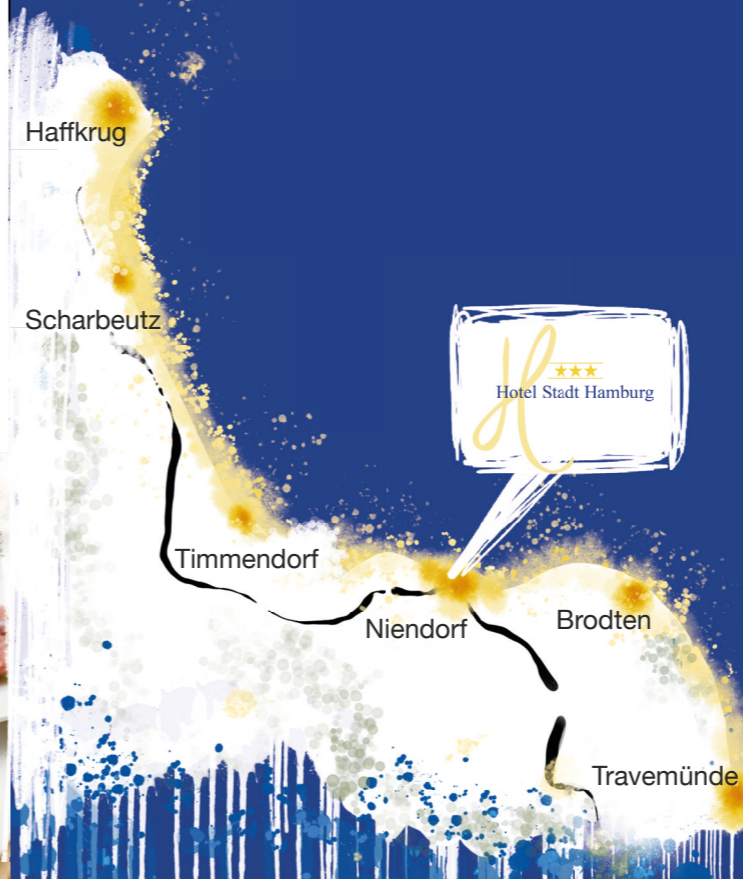 Haffkrug
Scharbeutz
★★★
Hotel Stadt Hamburg
Timmendorf
Niendorf
Brodten
Travemünde